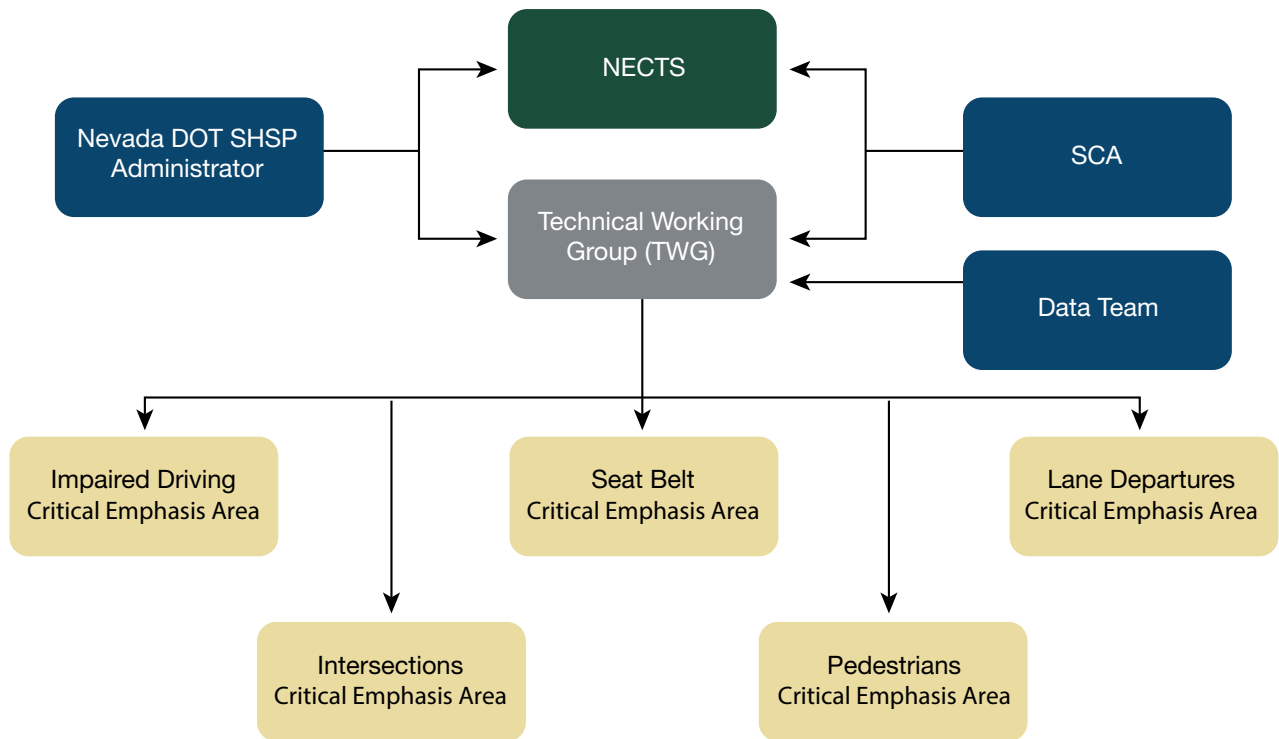 NECTS
Nevada DOT SHSP
Administrator
SCA
Technical Working
Group (TWG)
Data Team
Impaired Driving
Critical Emphasis Area
Seat Belt
Critical Emphasis Area
Lane Departures
Critical Emphasis Area
Intersections
Critical Emphasis Area
Pedestrians
Critical Emphasis Area